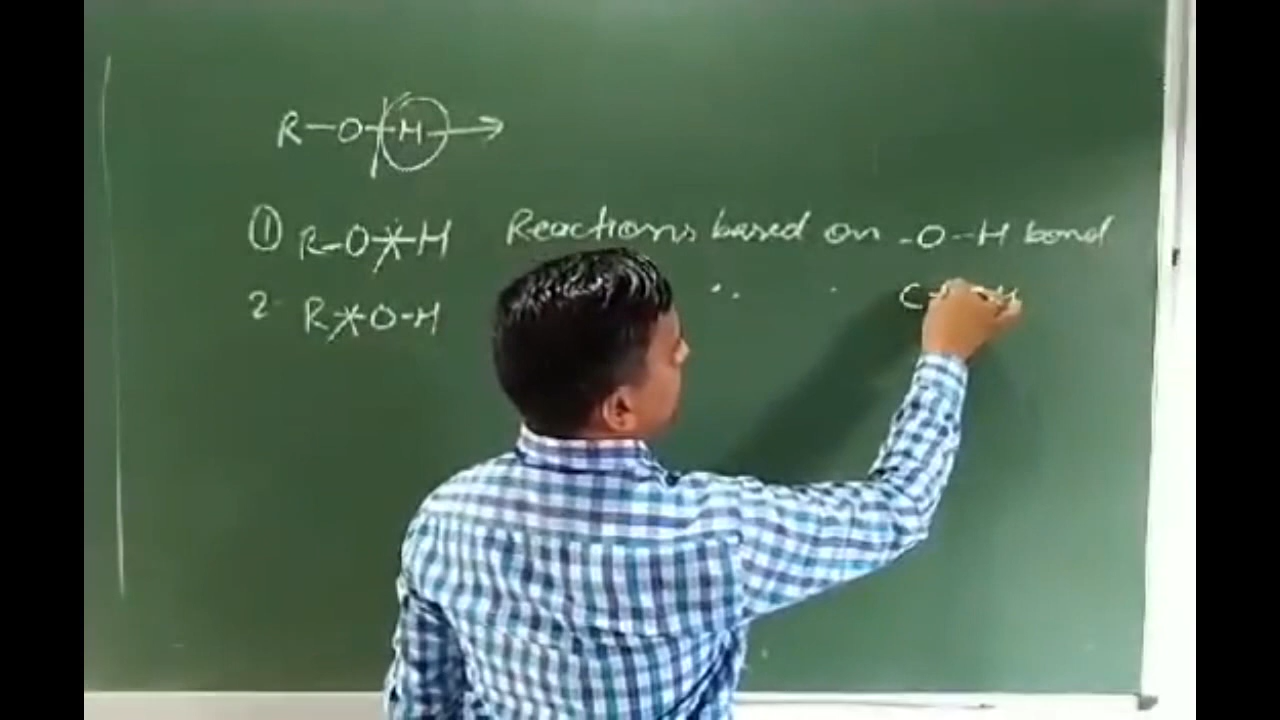 R-O-H→
① R-O-H Reactions based on -O-H bond
2 R-O-H " " C-